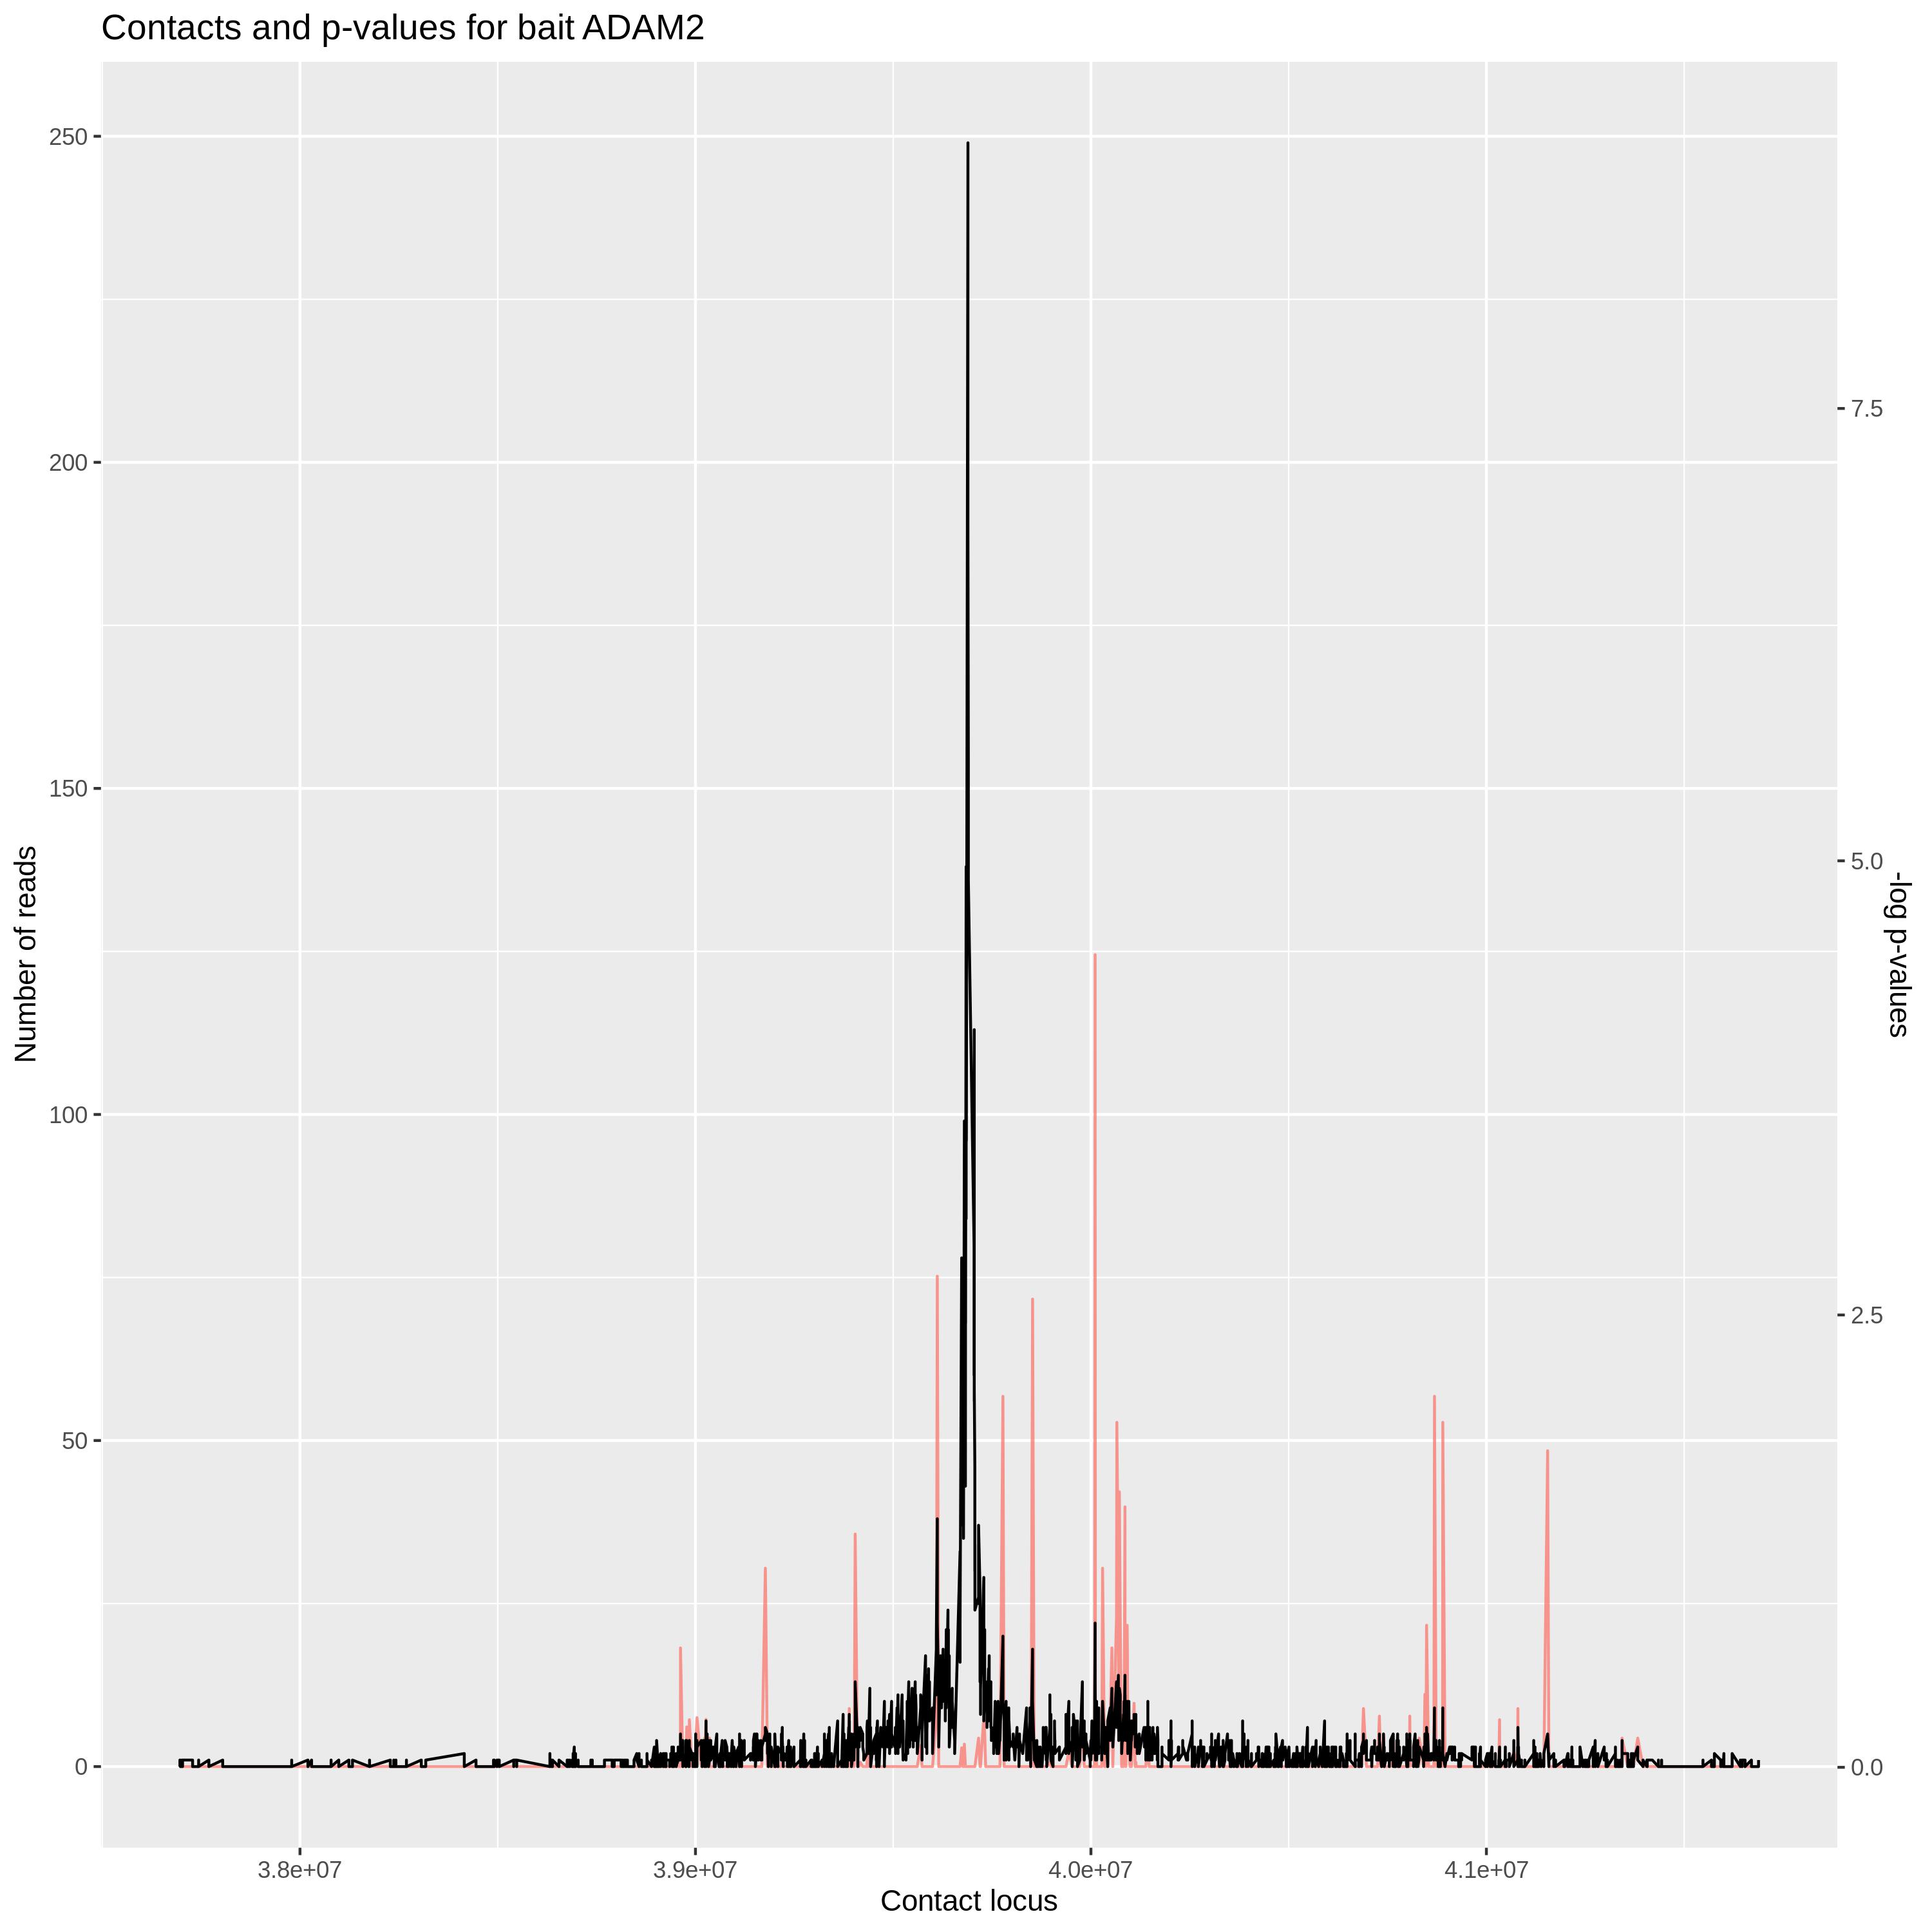 Contacts and p-values for bait ADAM2
250
200
150
100
50
0
Number of reads
7.5
5.0
2.5
0.0
-log p-values
3.8e+07
3.9e+07
4.0e+07
4.1e+07
Contact locus